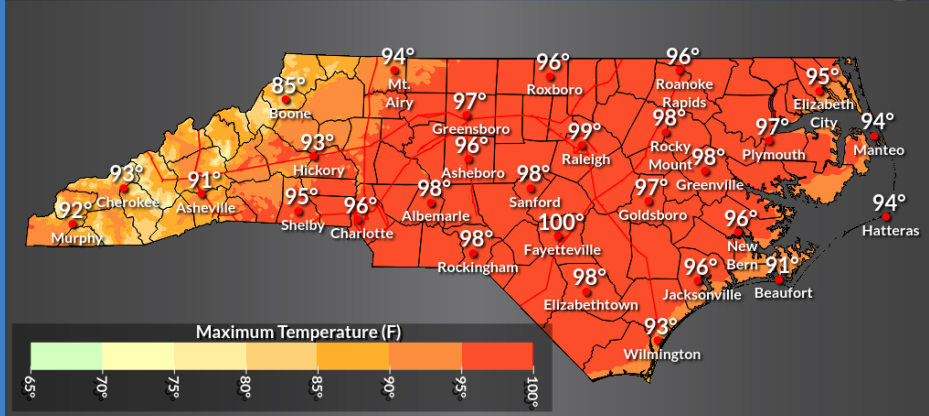 94°
Mt.
Airy
96°
Roxboro
96°
Roanoke
Rapids
95°
Elizabeth
City
85°
Boone
97°
Greensboro
99°
Raleigh
98°
Rocky
Mount
97°
Plymouth
94°
Manteo
93°
Hickory
96°
Asheboro
98°
Greenville
93°
Cherokee
91°
Asheville
95°
Shelby
96°
Charlotte
98°
Albemarle
98°
Sanford
97°
Goldsboro
94°
Hatteras
92°
Murphy
100°
Fayetteville
96°
New
Bern
98°
Rockingham
98°
Elizabethtown
96°
Jacksonville
91°
Beaufort
93°
Wilmington
Maximum Temperature (F)
65°
70°
75°
80°
85°
90°
95°
100°